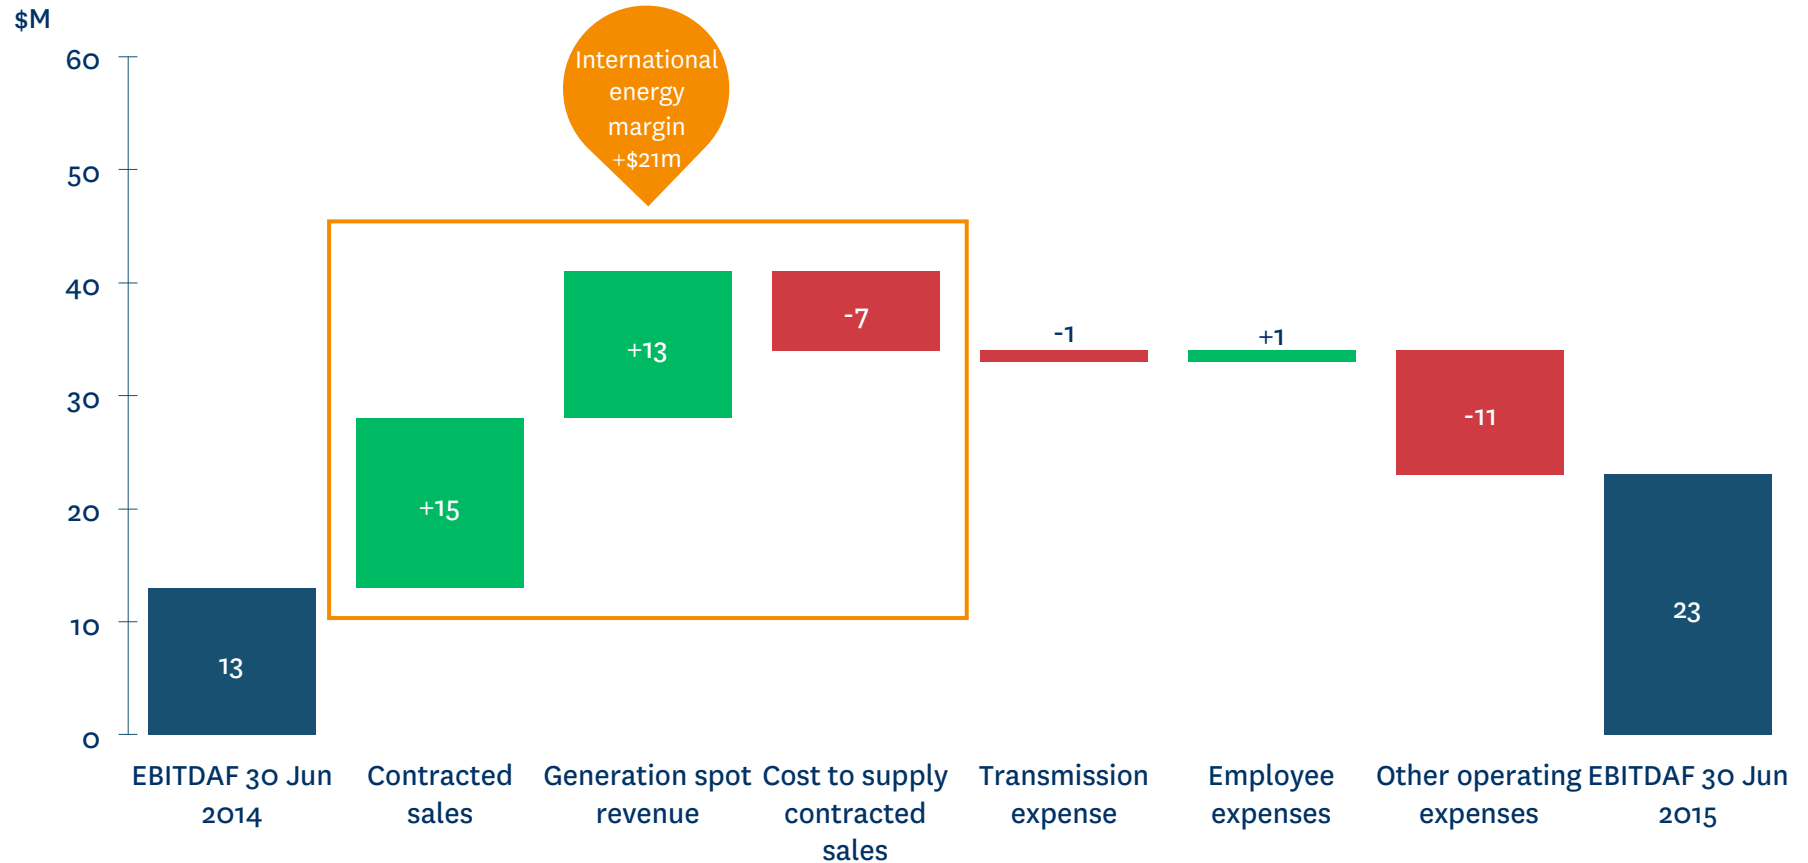 $M
60
50
40
30
20
10
0
International
energy
margin
+$21m
13
+15
+13
-7
-1
+1
-11
23
EBITDAF 30 Jun
2014
Contracted
sales
Generation spot
revenue
Cost to supply
contracted
sales
Transmission
expense
Employee
expenses
Other operating
expenses
EBITDAF 30 Jun
2015